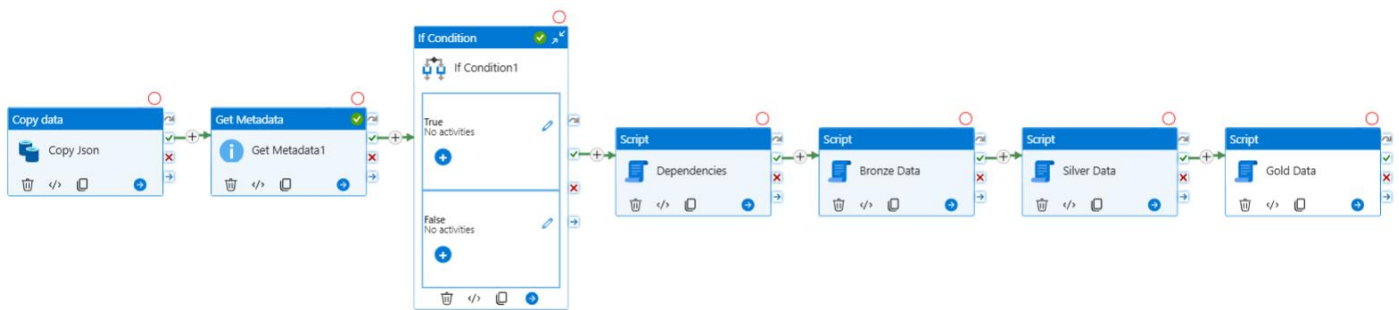 Copy data
Copy Json
Get Metadata
Get Metadata1
If Condition
If Condition1
True
No activities
False
No activities
Script
Dependencies
Script
Bronze Data
Script
Silver Data
Script
Gold Data